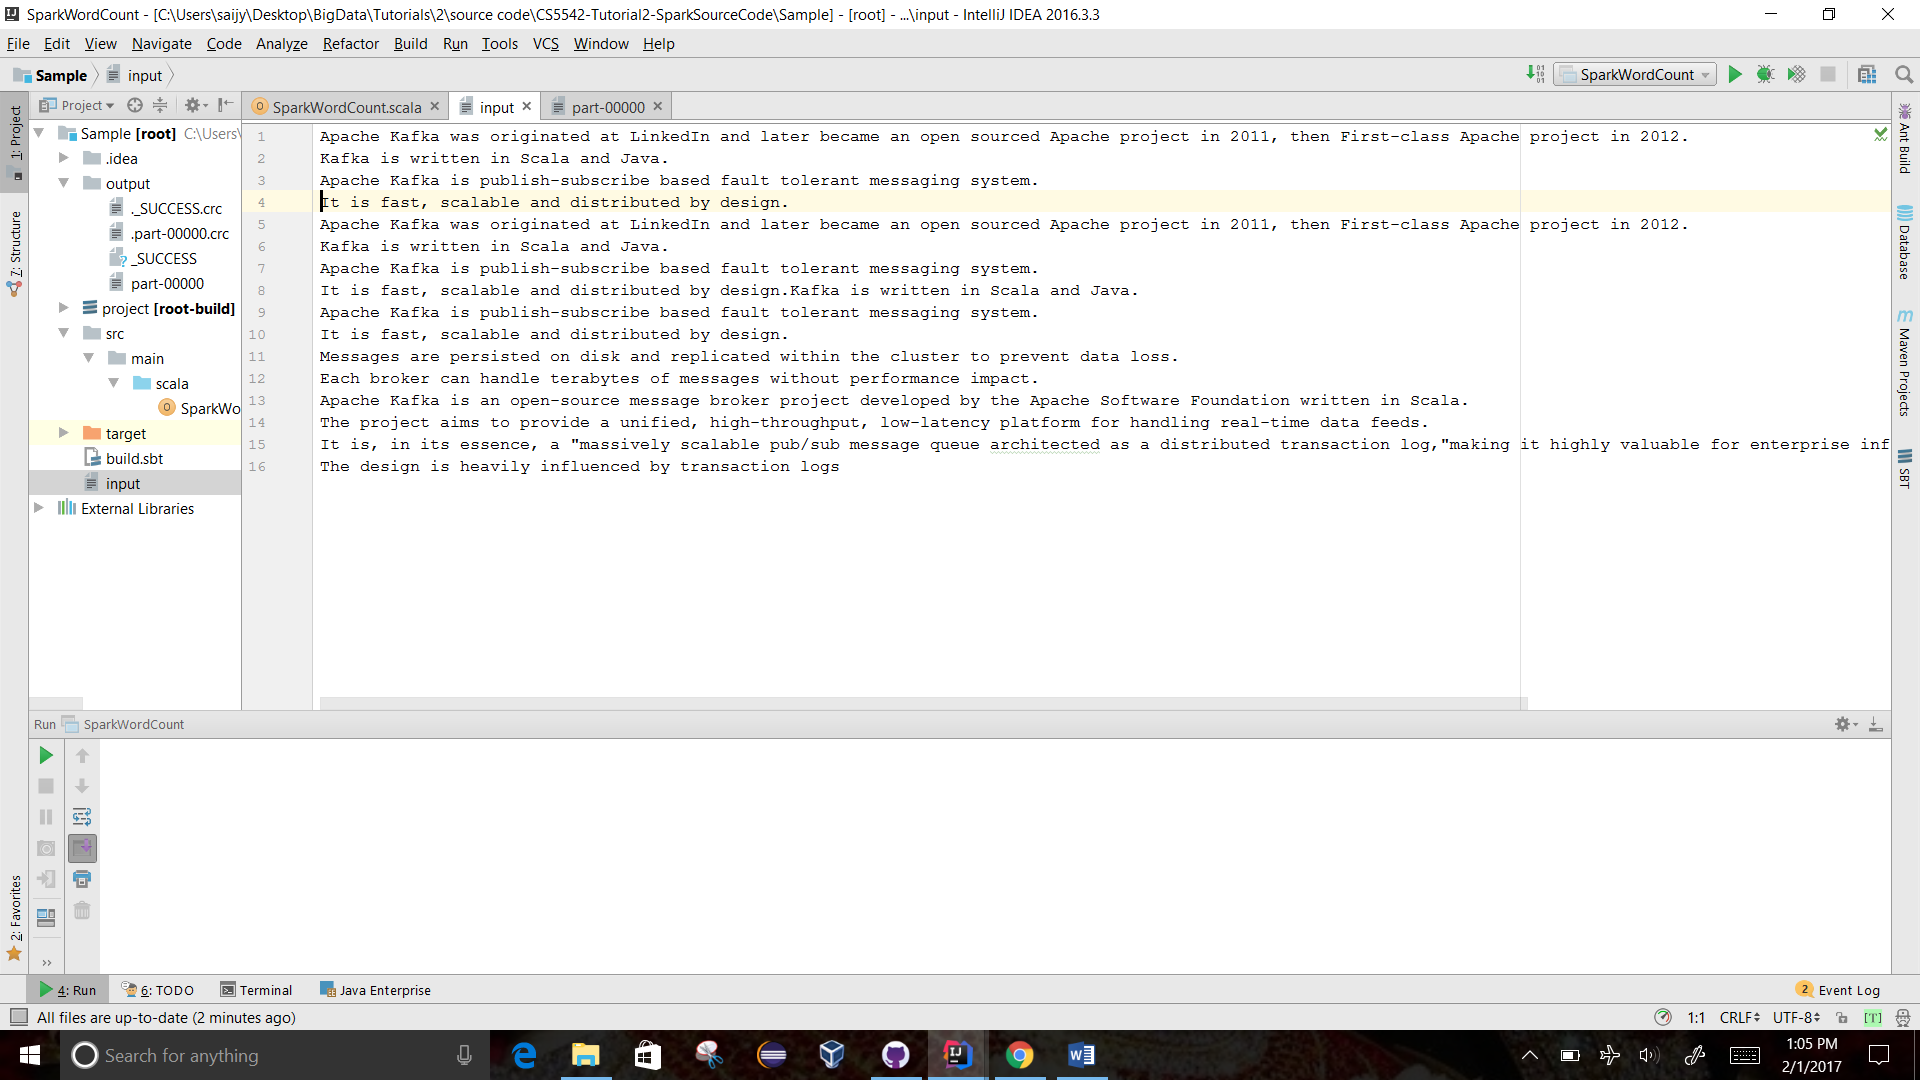 SparkWordCount - [C:\Users\saijy\Desktop\BigData\Tutorials\2\source code\CS5542-Tutorial2-SparkSourceCode\Sample] - [root] - ...\input - IntelliJ IDEA 2016.3.3
File Edit View Navigate Code Analyze Refactor Build Run Tools VCS Window Help
Sample input
SparkWordCount
Project
SparkWordCount.scala input part-00000
1: Project
Z: Structure
2: Favorites
Sample [root] C:\Users\
.idea
output
._SUCCESS.crc
.part-00000.crc
_SUCCESS
part-00000
project [root-build]
src
main
scala
SparkWo
target
build.sbt
input
External Libraries
1 Apache Kafka was originated at LinkedIn and later became an open sourced Apache project in 2011, then First-class Apache project in 2012.
2 Kafka is written in Scala and Java.
3 Apache Kafka is publish-subscribe based fault tolerant messaging system.
4 It is fast, scalable and distributed by design.
5 Apache Kafka was originated at LinkedIn and later became an open sourced Apache project in 2011, then First-class Apache project in 2012.
6 Kafka is written in Scala and Java.
7 Apache Kafka is publish-subscribe based fault tolerant messaging system.
8 It is fast, scalable and distributed by design.Kafka is written in Scala and Java.
9 Apache Kafka is publish-subscribe based fault tolerant messaging system.
10 It is fast, scalable and distributed by design.
11 Messages are persisted on disk and replicated within the cluster to prevent data loss.
12 Each broker can handle terabytes of messages without performance impact.
13 Apache Kafka is an open-source message broker project developed by the Apache Software Foundation written in Scala.
14 The project aims to provide a unified, high-throughput, low-latency platform for handling real-time data feeds.
15 It is, in its essence, a "massively scalable pub/sub message queue architected as a distributed transaction log,"making it highly valuable for enterprise inf
16 The design is heavily influenced by transaction logs
Ant Build
Database
Maven Projects
SBT
Run SparkWordCount
4: Run 6: TODO Terminal Java Enterprise
2 Event Log
All files are up-to-date (2 minutes ago)
1:1 CRLF UTF-8 [T]
Search for anything
1:05 PM
2/1/2017